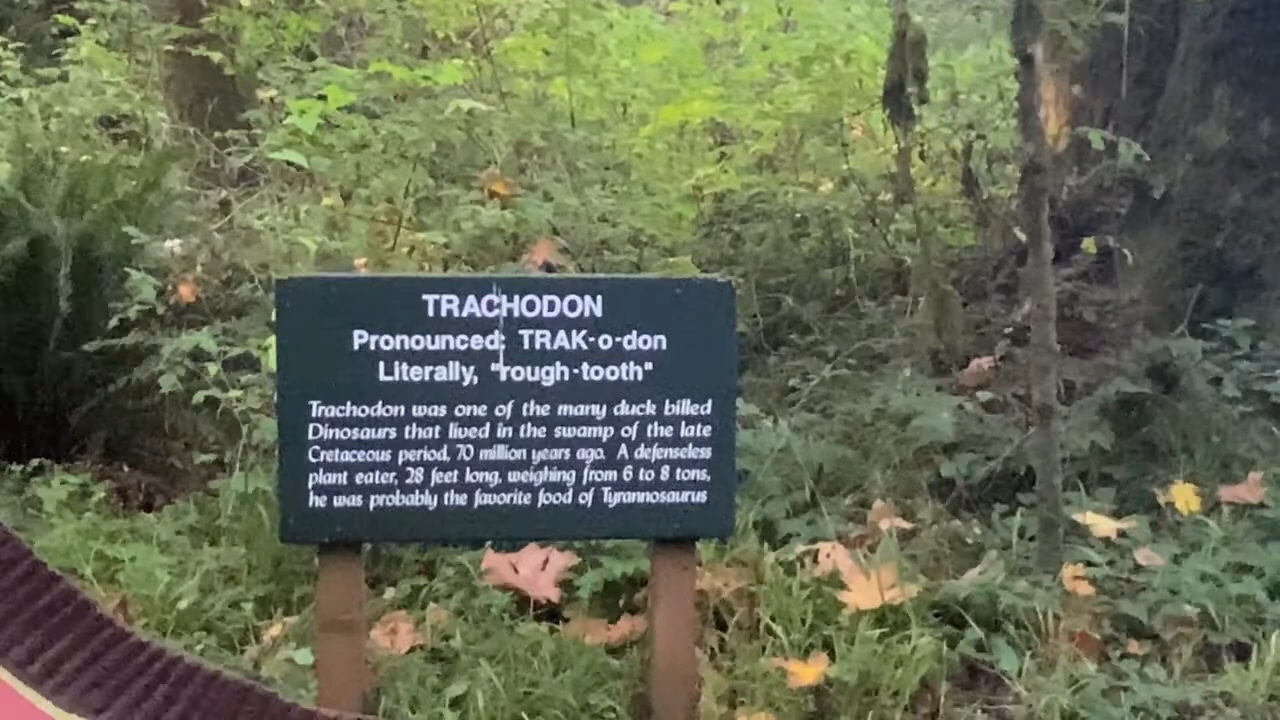 TRACHODON
Pronounced: TRAK-o-don
Literally, "rough-tooth"
Trachodon was one of the many duck billed
Dinosaurs that lived in the swamp of the late
Cretaceous period, 70 million years ago. A defenseless
plant eater, 28 feet long, weighing from 6 to 8 tons,
he was probably the favorite food of Tyrannosaurus